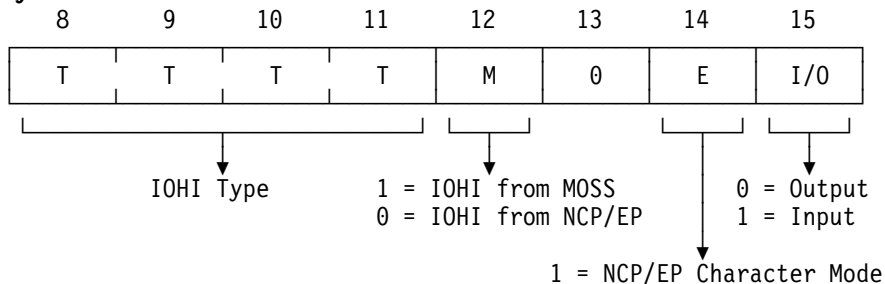 8 9 10 11 12 13 14 15
T T T T M 0 E I/O
IOHI Type 1 = IOHI from MOSS 0 = Output
0 = IOHI from NCP/EP 1 = Input
1 = NCP/EP Character Mode